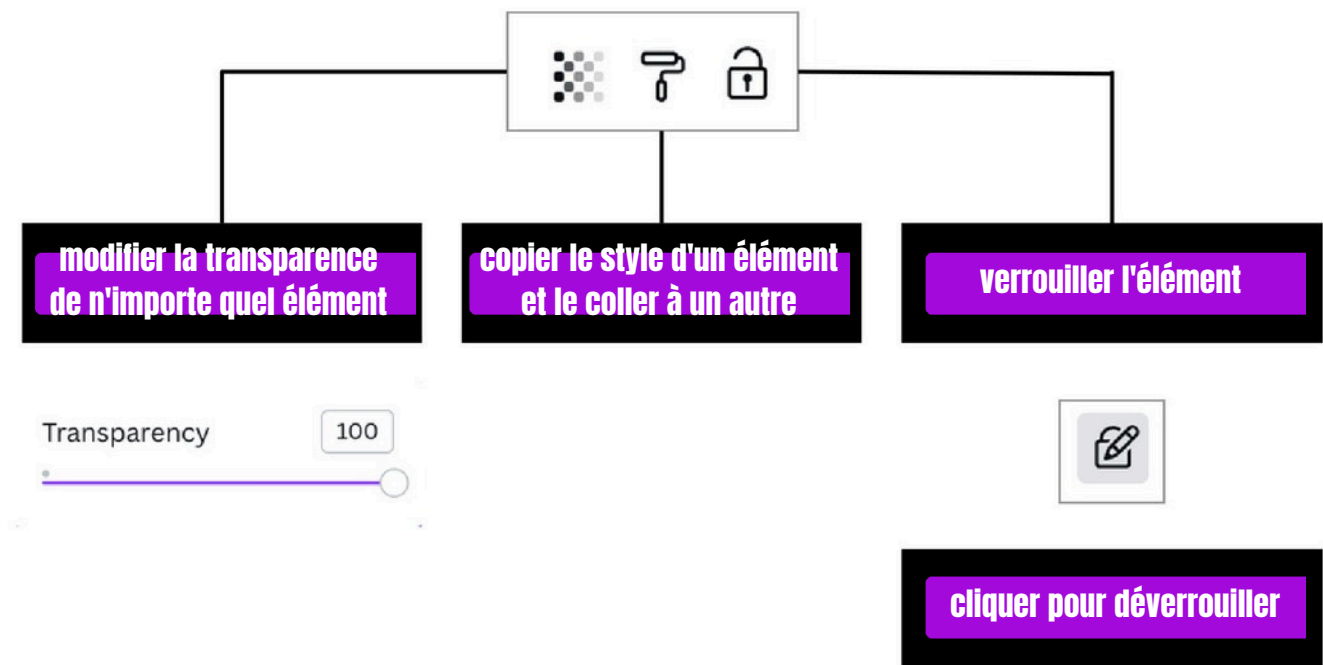 modifier la transparence
de n'importe quel élément
copier le style d'un élément
et le coller à un autre
verrouiller l'élément
Transparency
100
cliquer pour déverrouiller